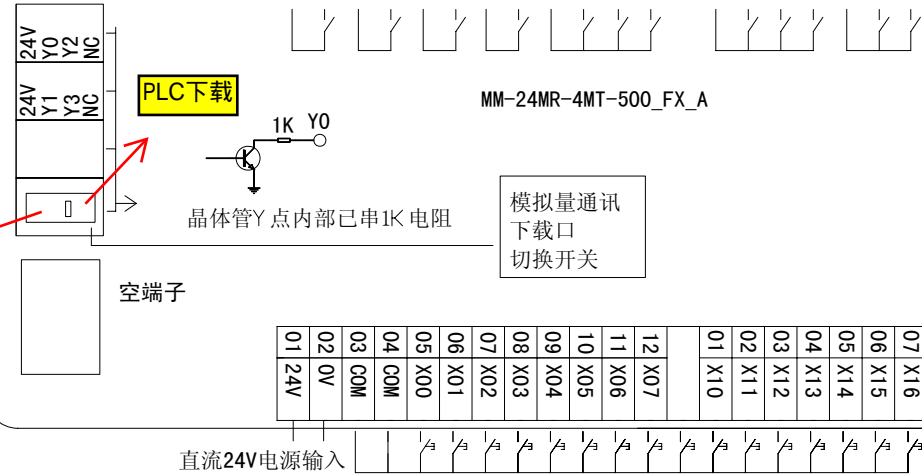 24V
Y0
Y2
NC
24V
Y1
Y3
NC
PLC下载
MM-24MR-4MT-500_FX_A
1K Y0
晶体管Y点内部已串1K电阻
模拟量通讯
下载口
切换开关
空端子
01 02 03 04 05 06 07 08 09 10 11 12 01 02 03 04 05 06 07
24V 0V COM COM X00 X01 X02 X03 X04 X05 X06 X07 X10 X11 X12 X13 X14 X15 X16
直流24V电源输入